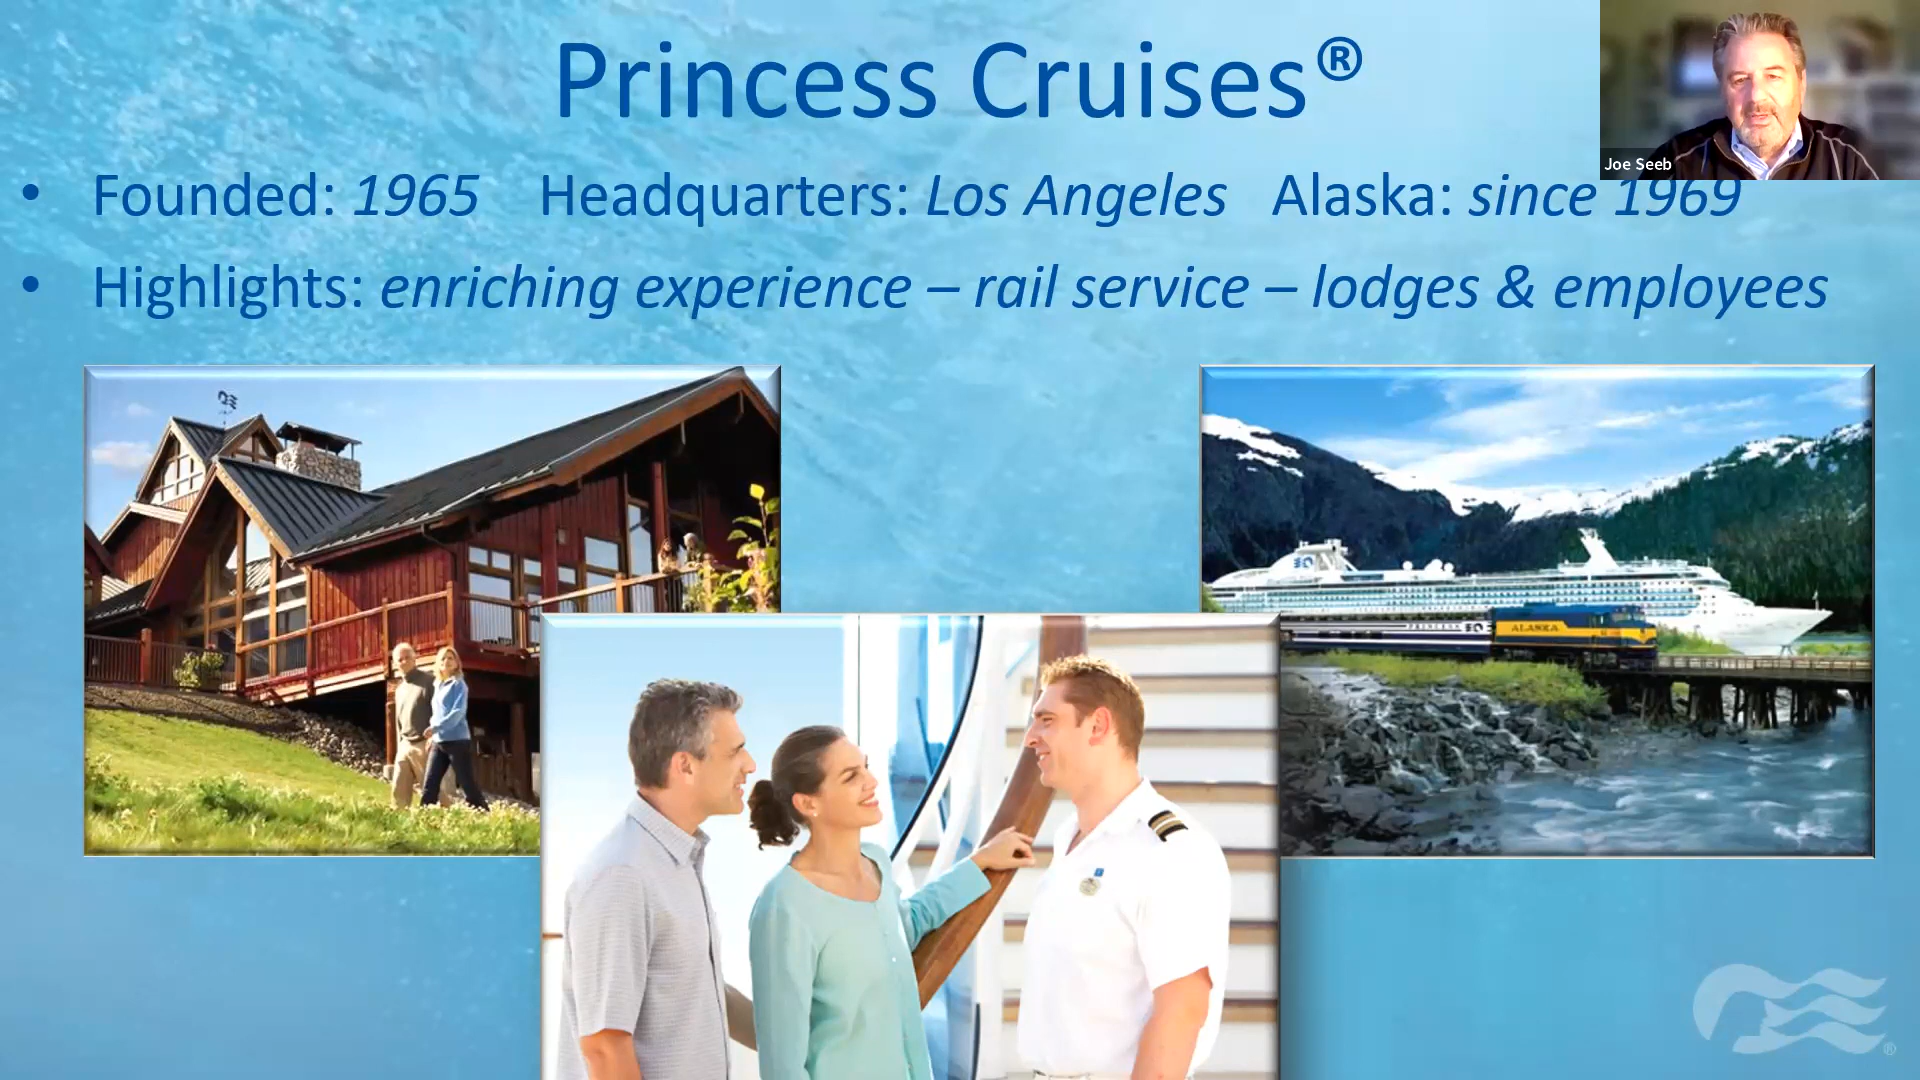 Princess Cruises®
Joe Seeb
• Founded: 1965 Headquarters: Los Angeles Alaska: since 1969
• Highlights: enriching experience – rail service – lodges & employees
PRINCESS
ALASKA
®